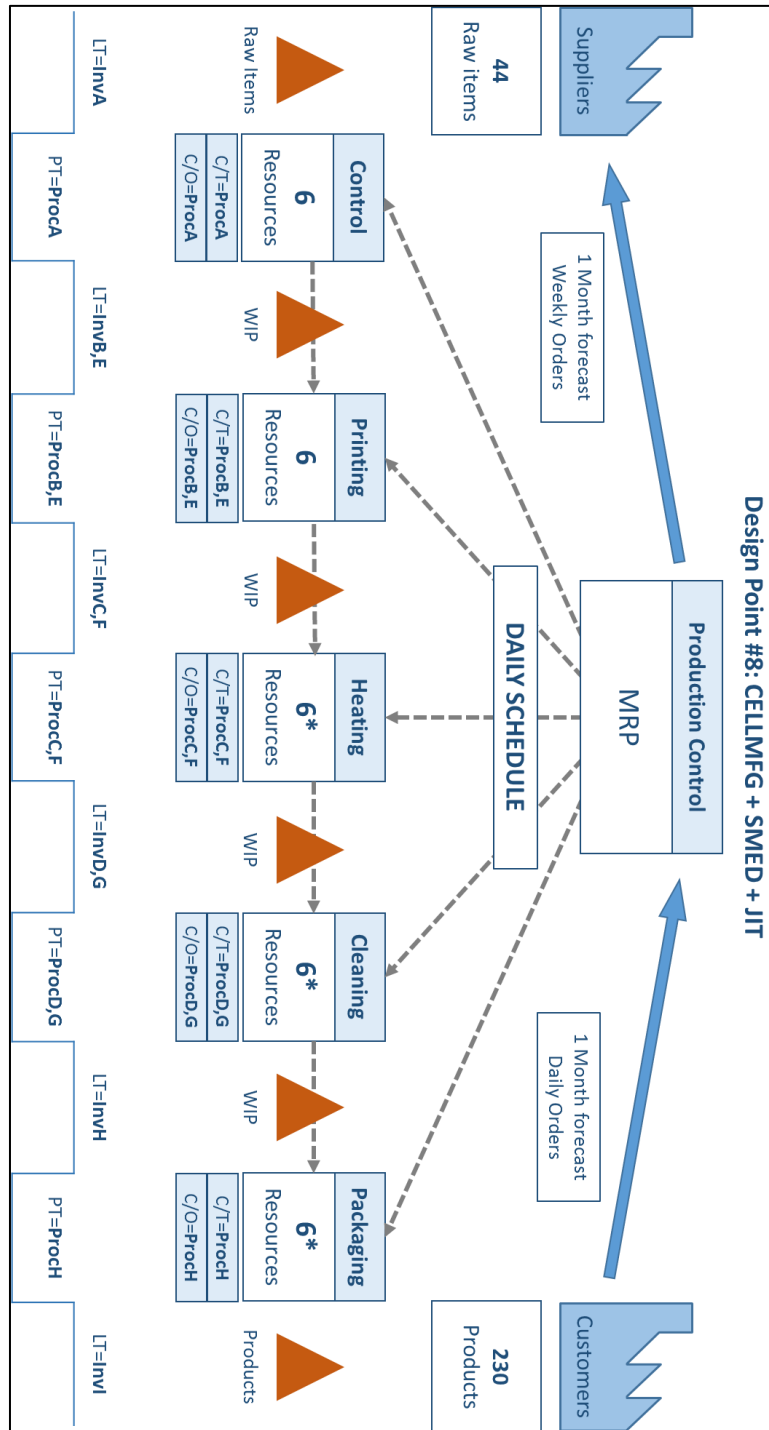 Design Point #8: CELLMFG + SMED + JIT
Suppliers
Production Control
MRP
Customers
1 Month forecast
Weekly Orders
1 Month forecast
Daily Orders
44
Raw items
DAILY SCHEDULE
230
Products
Raw Items
Control
6
Resources
C/T=ProcA
C/O=ProcA
WIP
Printing
6
Resources
C/T=ProcB,E
C/O=ProcB,E
WIP
Heating
6*
Resources
C/T=ProcC,F
C/O=ProcC,F
WIP
Cleaning
6*
Resources
C/T=ProcD,G
C/O=ProcD,G
WIP
Packaging
6*
Resources
C/T=ProcH
C/O=ProcH
Products
LT=InvA
PT=ProcA
LT=InvB,E
PT=ProcB,E
LT=InvC,F
PT=ProcC,F
LT=InvD,G
PT=ProcD,G
LT=InvH
PT=ProcH
LT=InvI